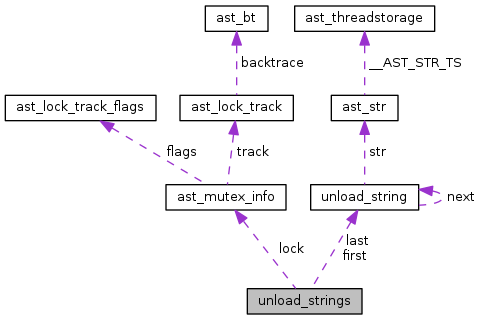 ast_bt
ast_threadstorage
backtrace
__AST_STR_TS
ast_lock_track_flags
ast_lock_track
ast_str
flags
track
str
ast_mutex_info
unload_string
next
lock
last
first
unload_strings